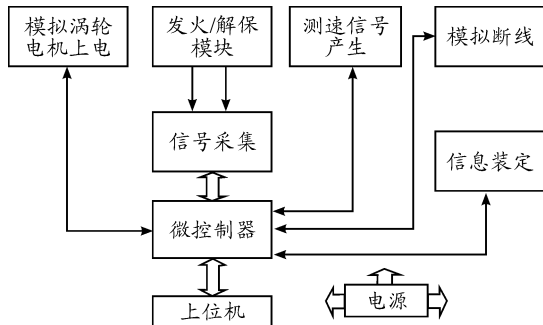 模拟涡轮
电机上电
发火/解保
模块
测速信号
产生
模拟断线
信号采集
信息装定
微控制器
上位机
电源